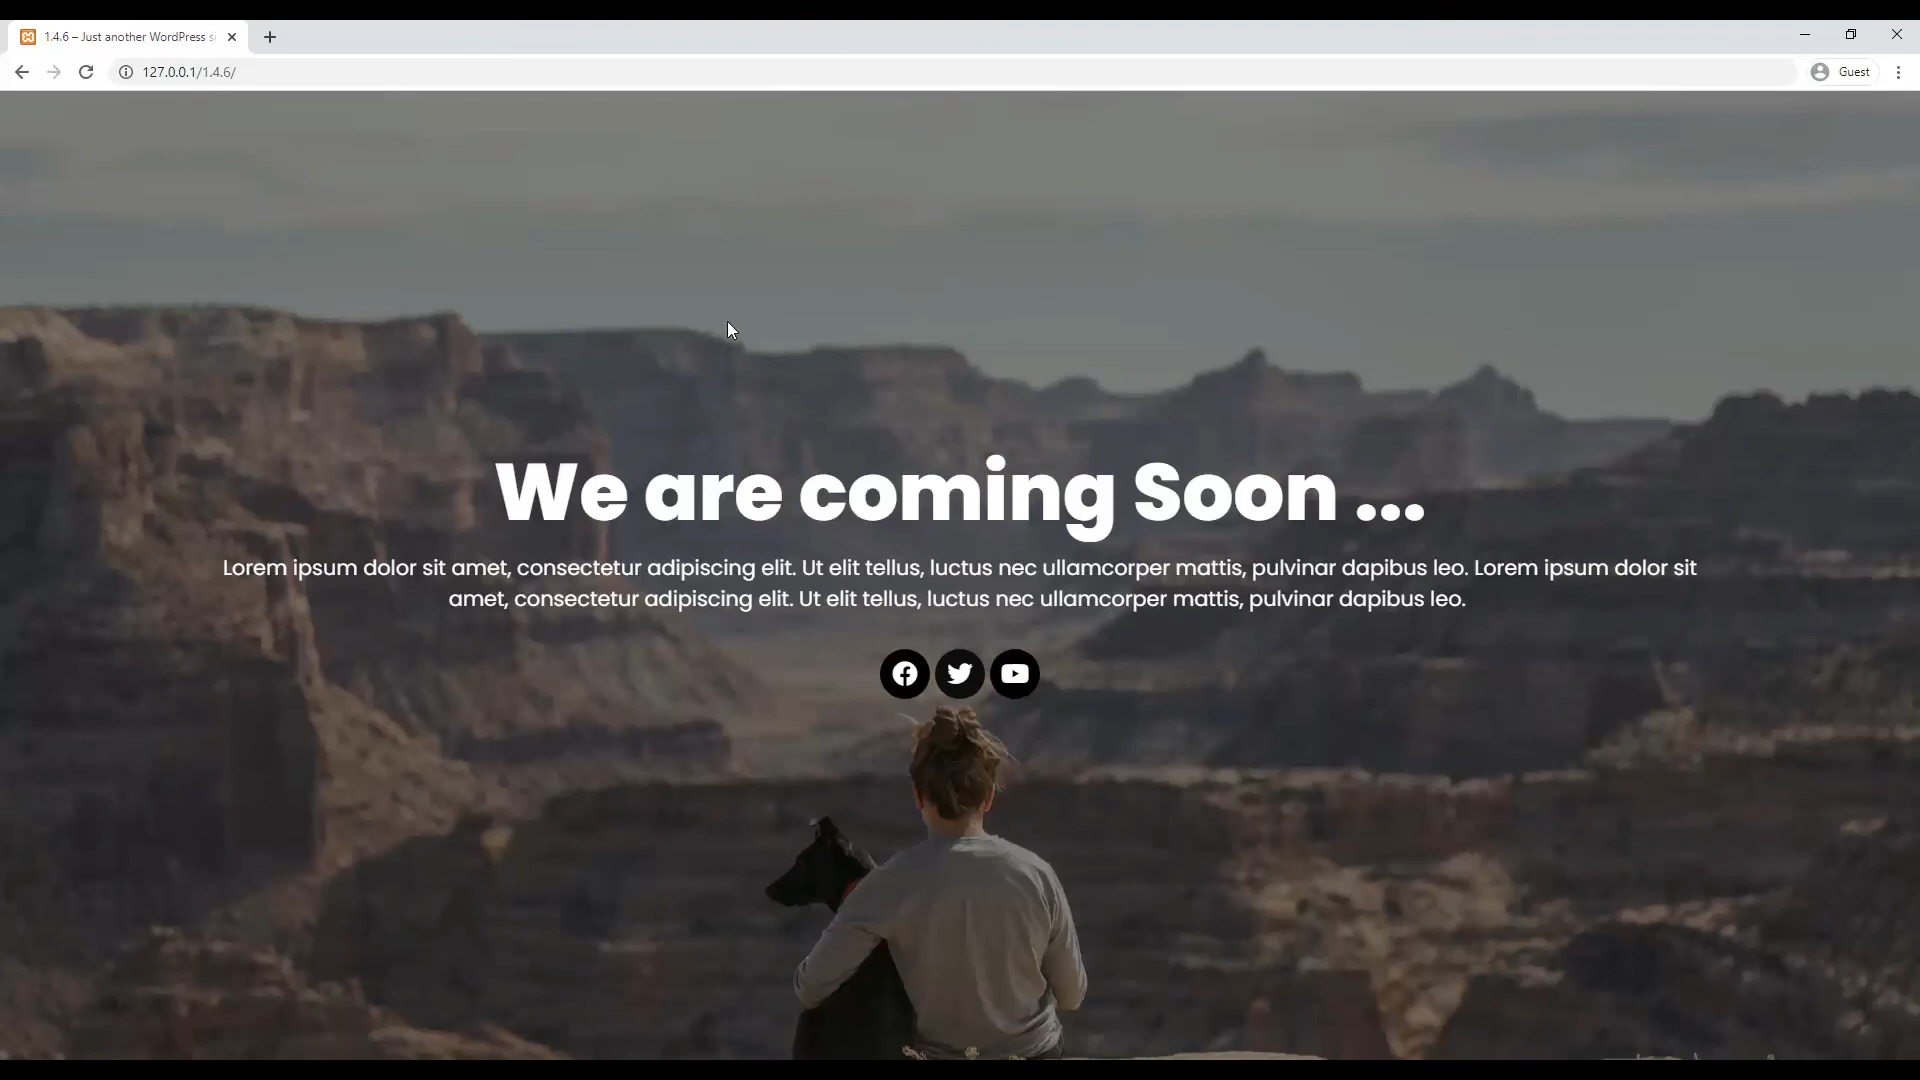 1.4.6 – Just another WordPress si
127.0.0.1/1.4.6/
Guest
We are coming Soon ...
Lorem ipsum dolor sit amet, consectetur adipiscing elit. Ut elit tellus, luctus nec ullamcorper mattis, pulvinar dapibus leo. Lorem ipsum dolor sit
amet, consectetur adipiscing elit. Ut elit tellus, luctus nec ullamcorper mattis, pulvinar dapibus leo.